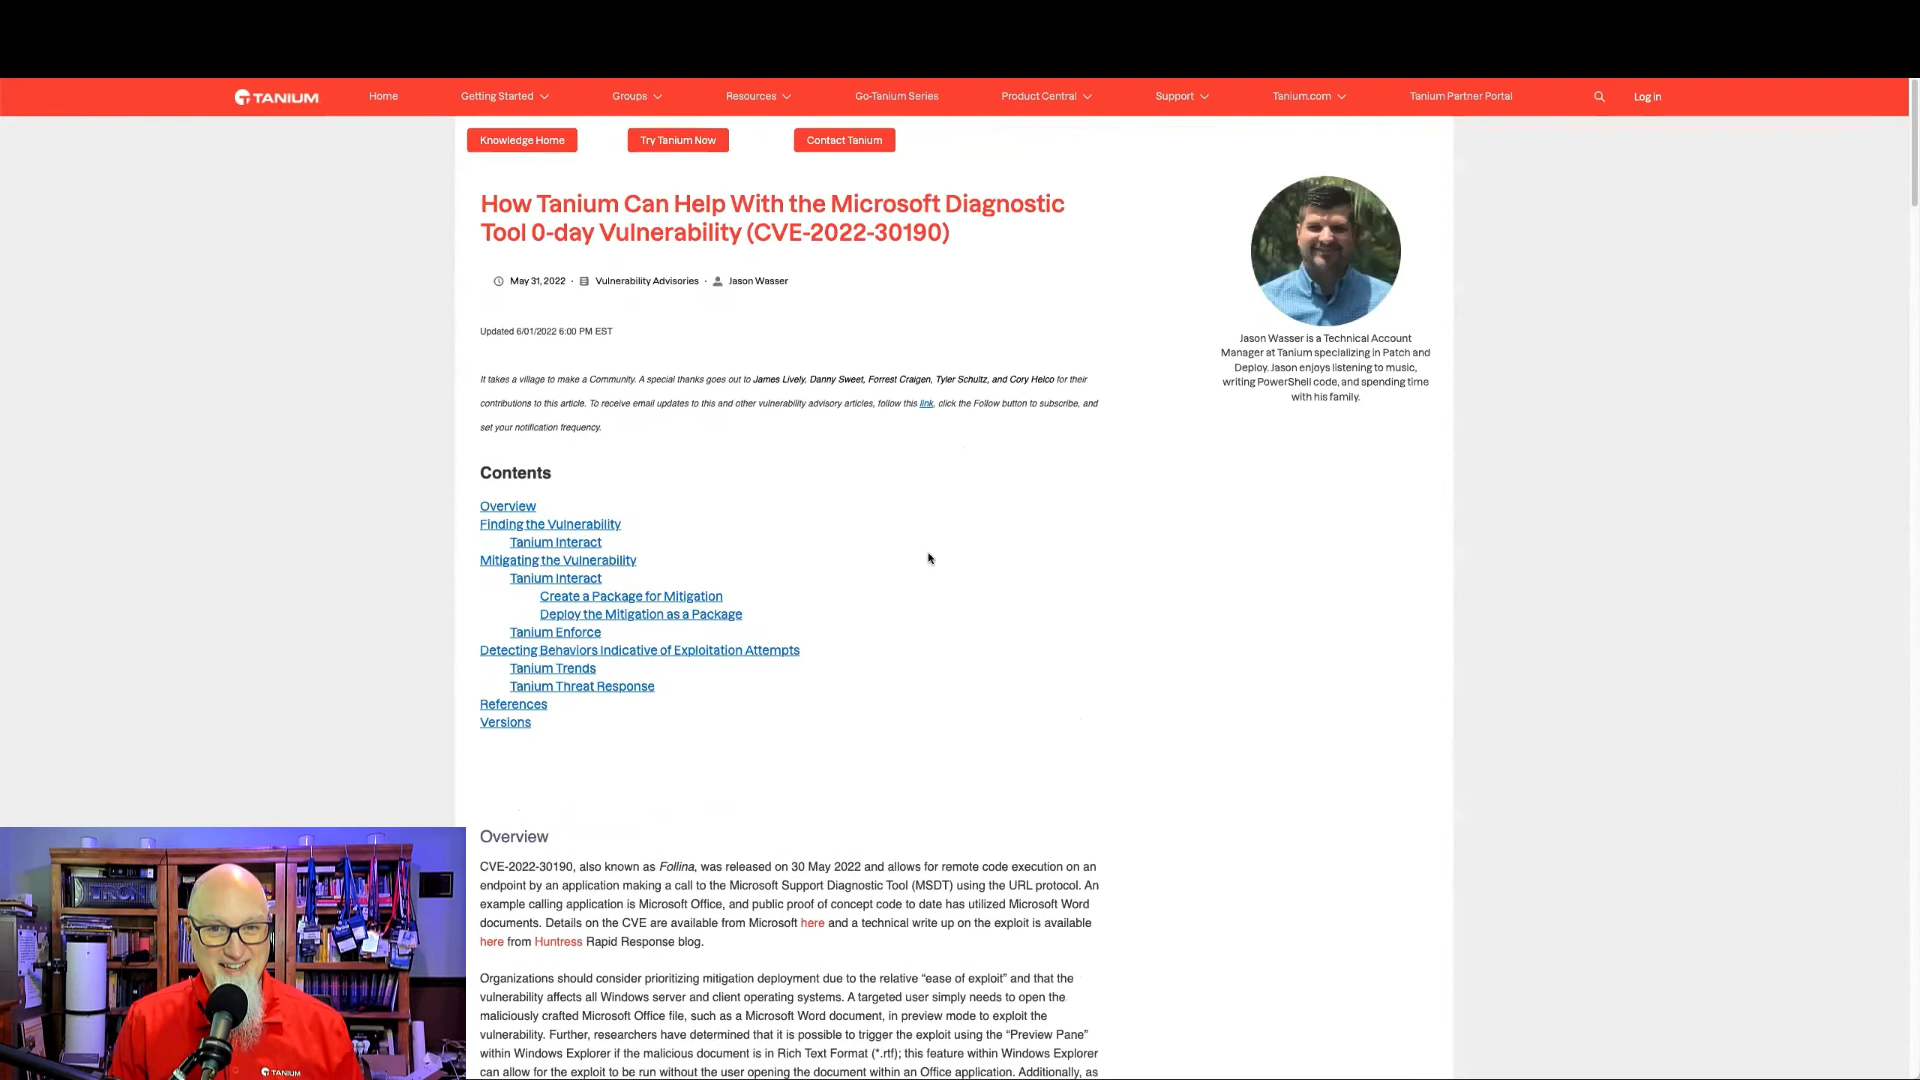 TANIUM
Home
Getting Started
Groups
Resources
Go-Tanium Series
Product Central
Support
Tanium.com
Tanium Partner Portal
Log in
Knowledge Home
Try Tanium Now
Contact Tanium
How Tanium Can Help With the Microsoft Diagnostic
Tool 0-day Vulnerability (CVE-2022-30190)
May 31, 2022 · Vulnerability Advisories · Jason Wasser
Updated 6/01/2022 6:00 PM EST
It takes a village to make a Community. A special thanks goes out to James Lively, Danny Sweet, Forrest Craigen, Tyler Schultz, and Cory Helco for their
contributions to this article. To receive email updates to this and other vulnerability advisory articles, follow this link, click the Follow button to subscribe, and
set your notification frequency.
Jason Wasser is a Technical Account
Manager at Tanium specializing in Patch and
Deploy. Jason enjoys listening to music,
writing PowerShell code, and spending time
with his family.
Contents
Overview
Finding the Vulnerability
Tanium Interact
Mitigating the Vulnerability
Tanium Interact
Create a Package for Mitigation
Deploy the Mitigation as a Package
Tanium Enforce
Detecting Behaviors Indicative of Exploitation Attempts
Tanium Trends
Tanium Threat Response
References
Versions
Overview
CVE-2022-30190, also known as Follina, was released on 30 May 2022 and allows for remote code execution on an
endpoint by an application making a call to the Microsoft Support Diagnostic Tool (MSDT) using the URL protocol. An
example calling application is Microsoft Office, and public proof of concept code to date has utilized Microsoft Word
documents. Details on the CVE are available from Microsoft here and a technical write up on the exploit is available
here from Huntress Rapid Response blog.
Organizations should consider prioritizing mitigation deployment due to the relative “ease of exploit” and that the
vulnerability affects all Windows server and client operating systems. A targeted user simply needs to open the
maliciously crafted Microsoft Office file, such as a Microsoft Word document, in preview mode to exploit the
vulnerability. Further, researchers have determined that it is possible to trigger the exploit using the “Preview Pane”
within Windows Explorer if the malicious document is in Rich Text Format (*.rtf); this feature within Windows Explorer
can allow for the exploit to be run without the user opening the document within an Office application. Additionally, as
TANIUM